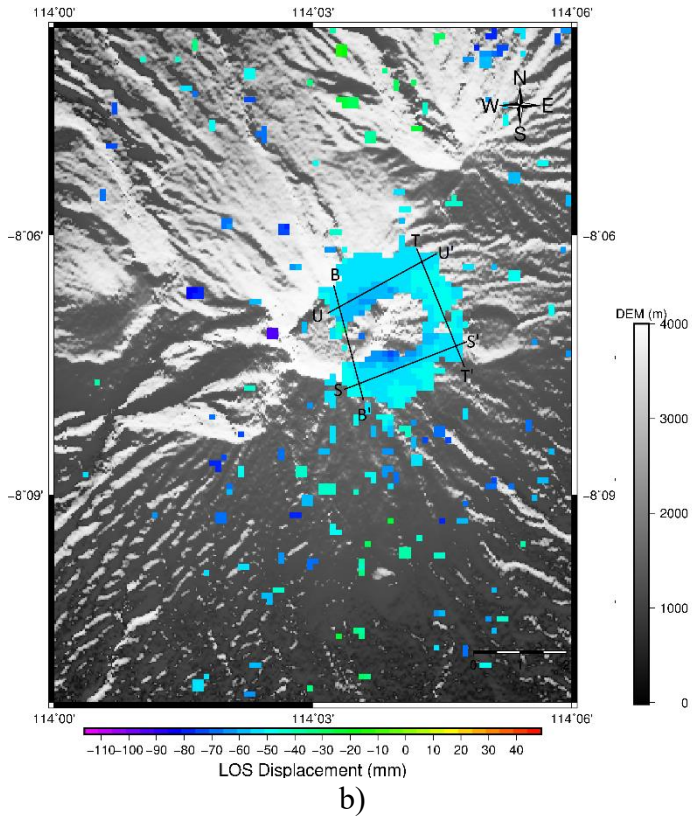 114˚00' 114˚03' 114˚06'
N
W E
S
−8˚06' −8˚06'
T
U'
B
U
S'
S
T'
B'
−8˚09' −8˚09'
114˚00' 114˚03' 114˚06'
DEM (m)
4000
3000
2000
1000
0
−110 −100 −90 −80 −70 −60 −50 −40 −30 −20 −10 0 10 20 30 40
LOS Displacement (mm)
b)